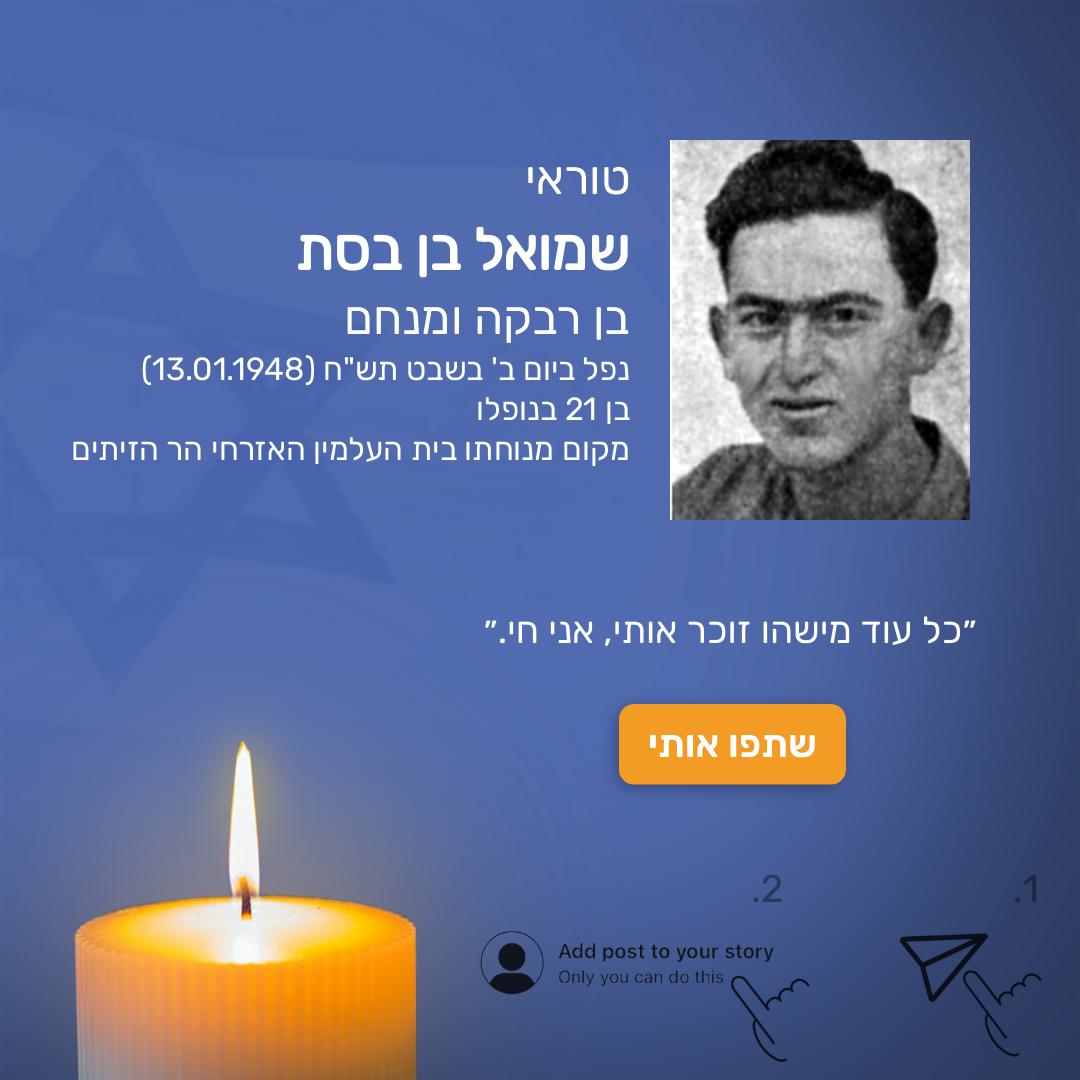 טוראי
שמואל בן בסת
בן רבקה ומנחם
נפל ביום ב' בשבט תש"ח (13.01.1948)
בן 21 בנופלו
מקום מנוחתו בית העלמין האזרחי הר הזיתים
״כל עוד מישהו זוכר אותי, אני חי.״
שתפו אותי
1.
2.
Add post to your story
Only you can do this